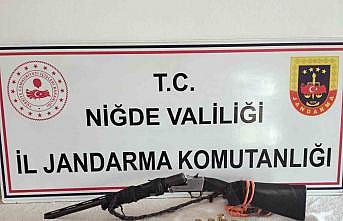 T.C.
NİĞDE VALİLİĞİ
İL JANDARMA KOMUTANLIĞI
JANDARMA